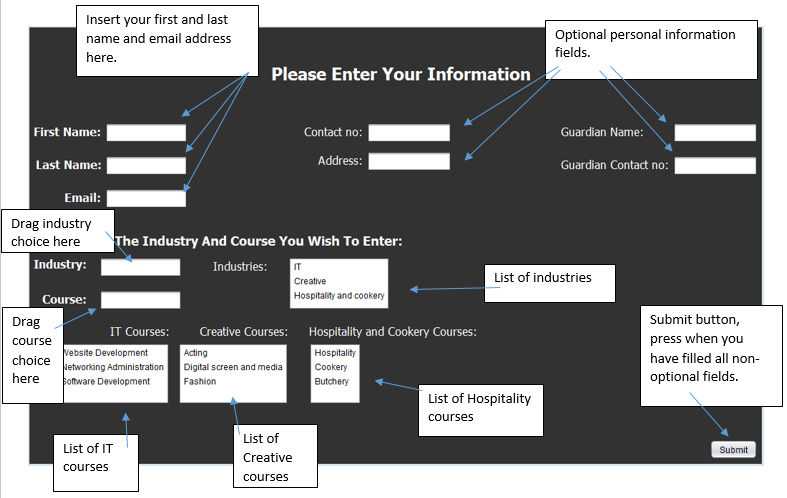 Insert your first and last
name and email address
here.
Optional personal information
fields.
Please Enter Your Information
First Name:
Contact no:
Guardian Name:
Last Name:
Address:
Guardian Contact no:
Email:
Drag industry
choice here
The Industry And Course You Wish To Enter:
Industry:
Industries:
IT
Creative
Hospitality and cookery
List of industries
Course:
Drag
course
choice
here
Submit button,
press when you
have filled all non-
optional fields.
IT Courses:
Creative Courses:
Hospitality and Cookery Courses:
Website Development
Networking Administration
Software Development
Acting
Digital screen and media
Fashion
Hospitality
Cookery
Butchery
List of Hospitality
courses
List of IT
courses
List of
Creative
courses
Submit